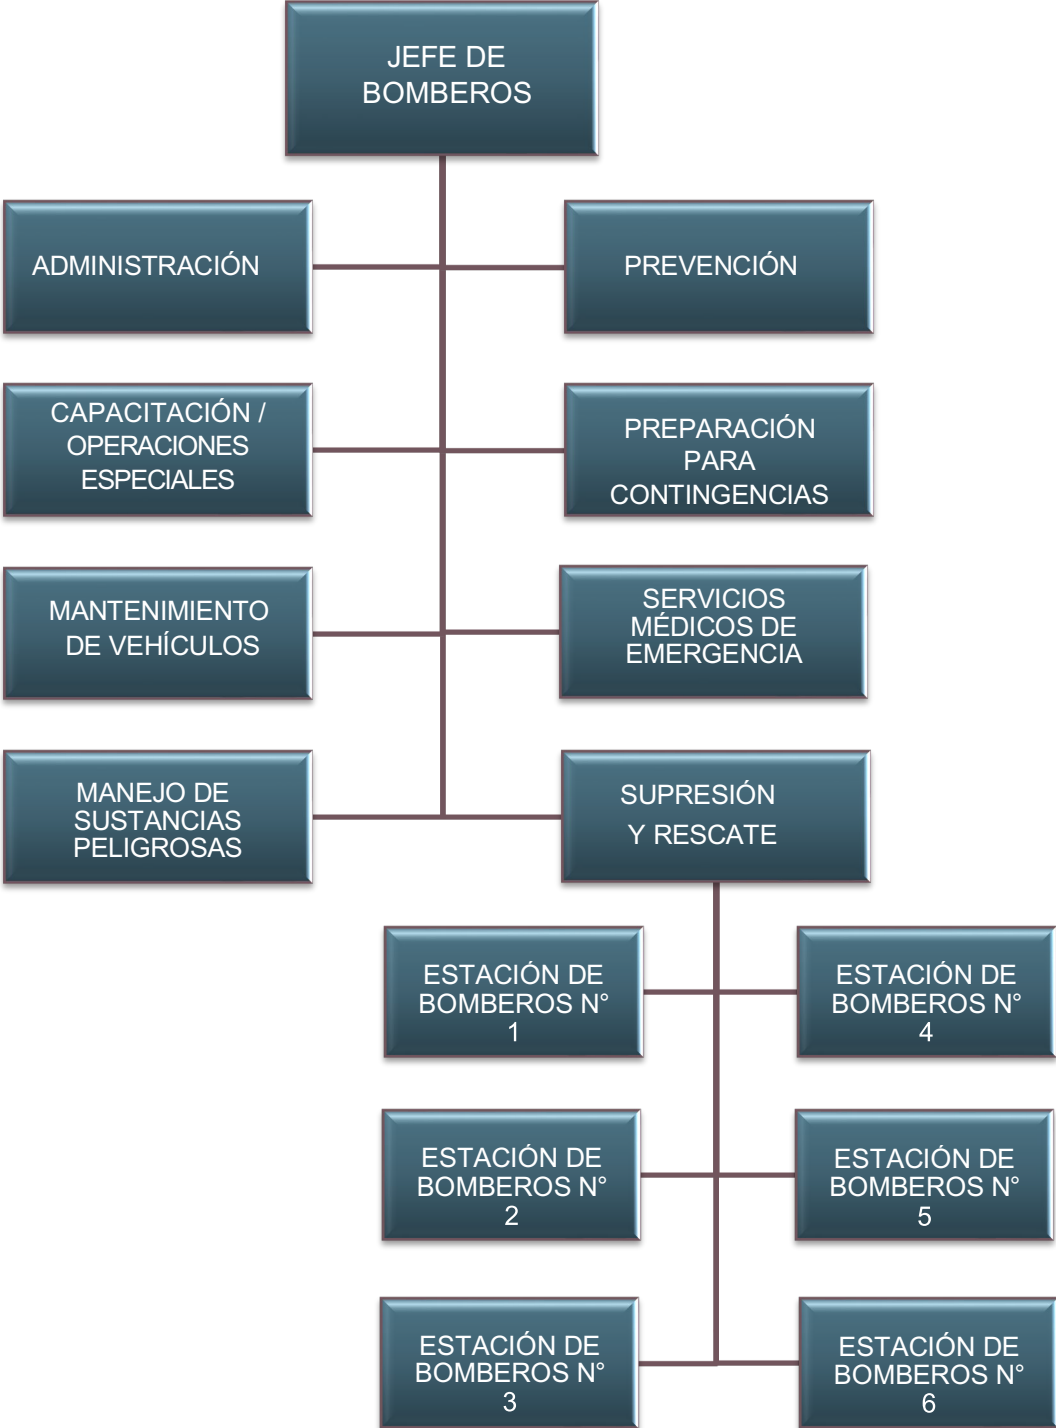 JEFE DE
BOMBEROS
ADMINISTRACIÓN
PREVENCIÓN
CAPACITACIÓN /
OPERACIONES
ESPECIALES
PREPARACIÓN
PARA
CONTINGENCIAS
MANTENIMIENTO
DE VEHÍCULOS
SERVICIOS
MÉDICOS DE
EMERGENCIA
MANEJO DE
SUSTANCIAS
PELIGROSAS
SUPRESIÓN
Y RESCATE
ESTACIÓN DE
BOMBEROS N°
1
ESTACIÓN DE
BOMBEROS N°
4
ESTACIÓN DE
BOMBEROS N°
2
ESTACIÓN DE
BOMBEROS N°
5
ESTACIÓN DE
BOMBEROS N°
3
ESTACIÓN DE
BOMBEROS N°
6